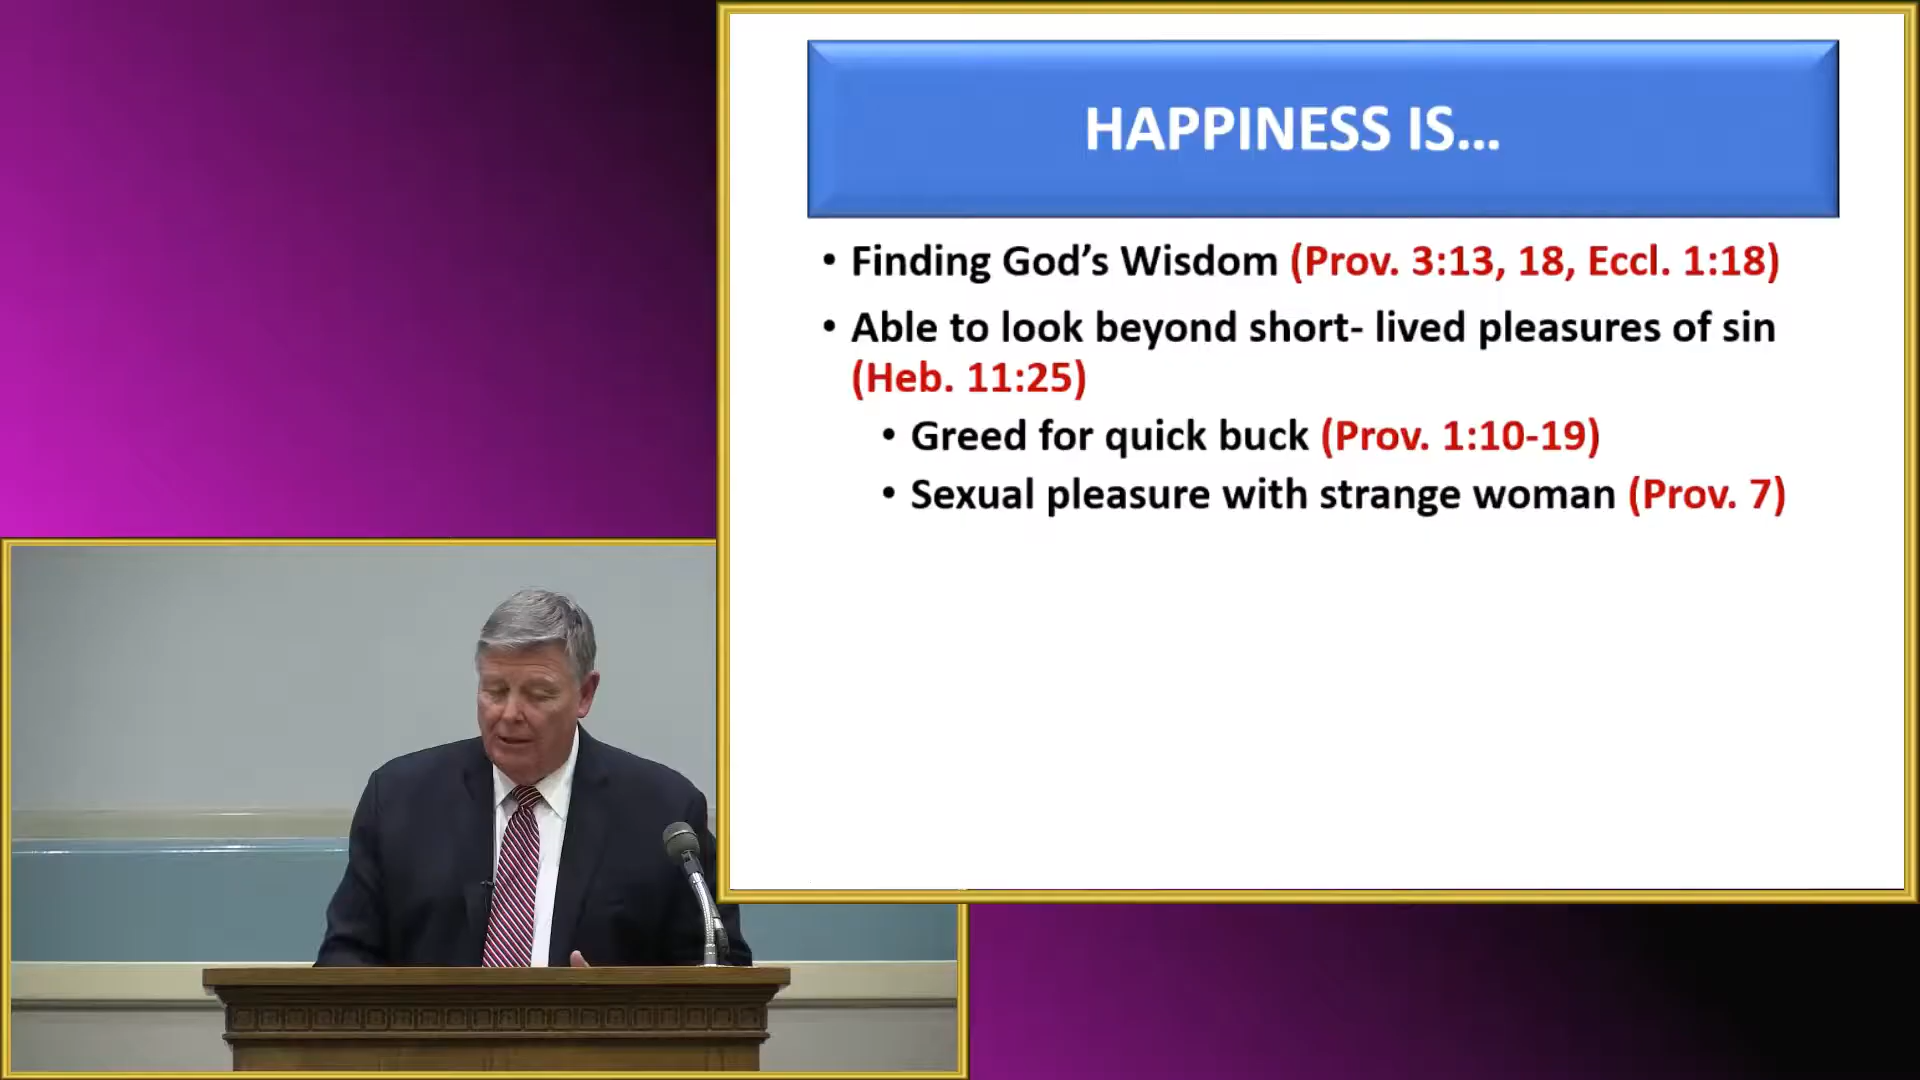 HAPPINESS IS...
• Finding God’s Wisdom (Prov. 3:13, 18, Eccl. 1:18)
• Able to look beyond short- lived pleasures of sin
(Heb. 11:25)
• Greed for quick buck (Prov. 1:10-19)
• Sexual pleasure with strange woman (Prov. 7)